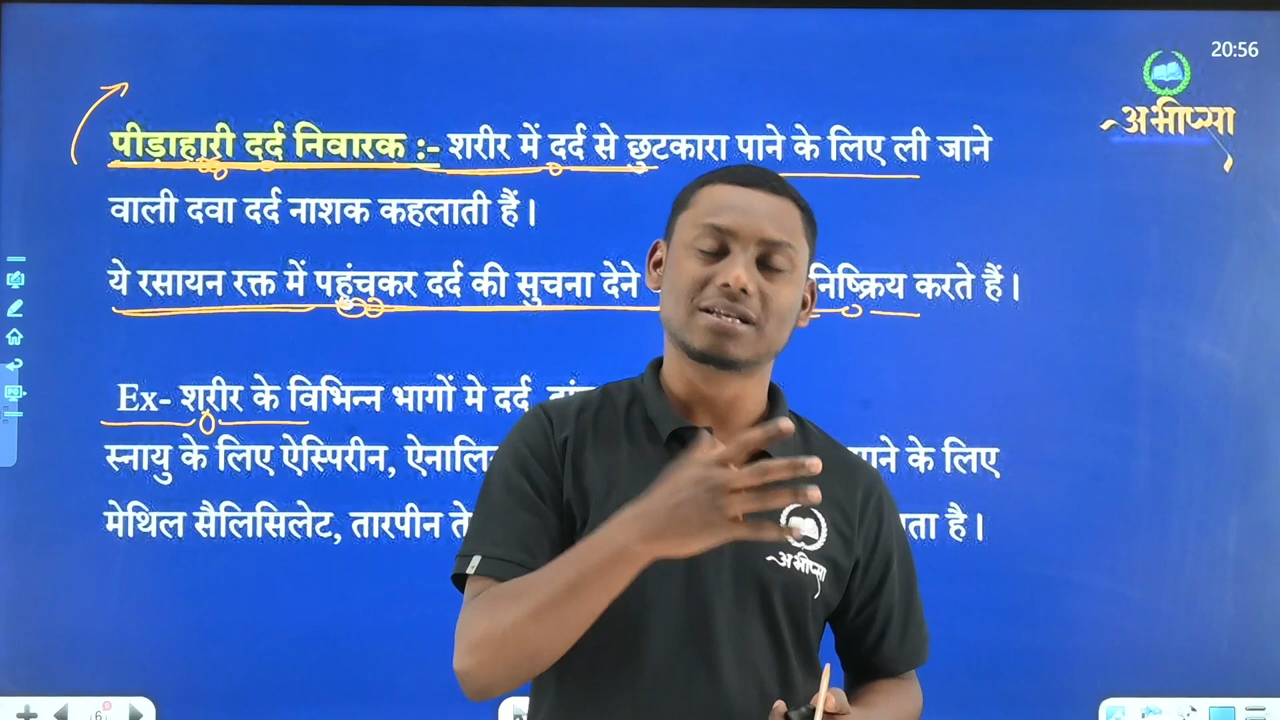 20:56
अभीप्सा
पीड़ाहारी दर्द निवारक :- शरीर में दर्द से छुटकारा पाने के लिए ली जाने
वाली दवा दर्द नाशक कहलाती हैं।
ये रसायन रक्त में पहुंचकर दर्द की सुचना देने निष्क्रिय करते हैं।
Ex- शरीर के विभिन्न भागों मे दर्द
स्नायु के लिए ऐस्पिरीन, के लिए
मेथिल सैलिसिलेट, तारपीन है।
अभीप्सा
6